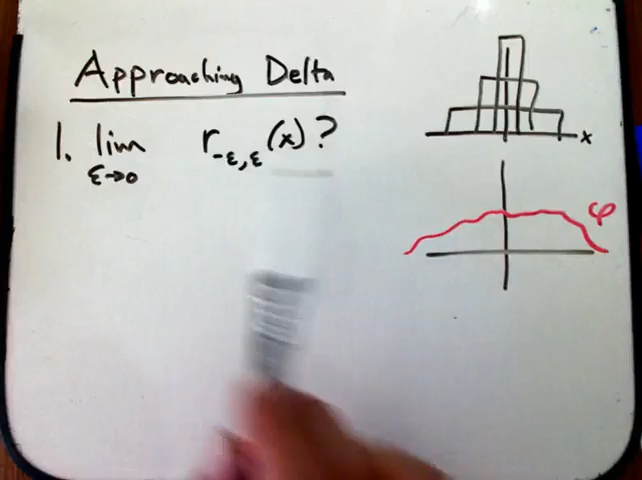 Approaching Delta
1. lim r₋ε,ε(x)?
ε→0
x
φ